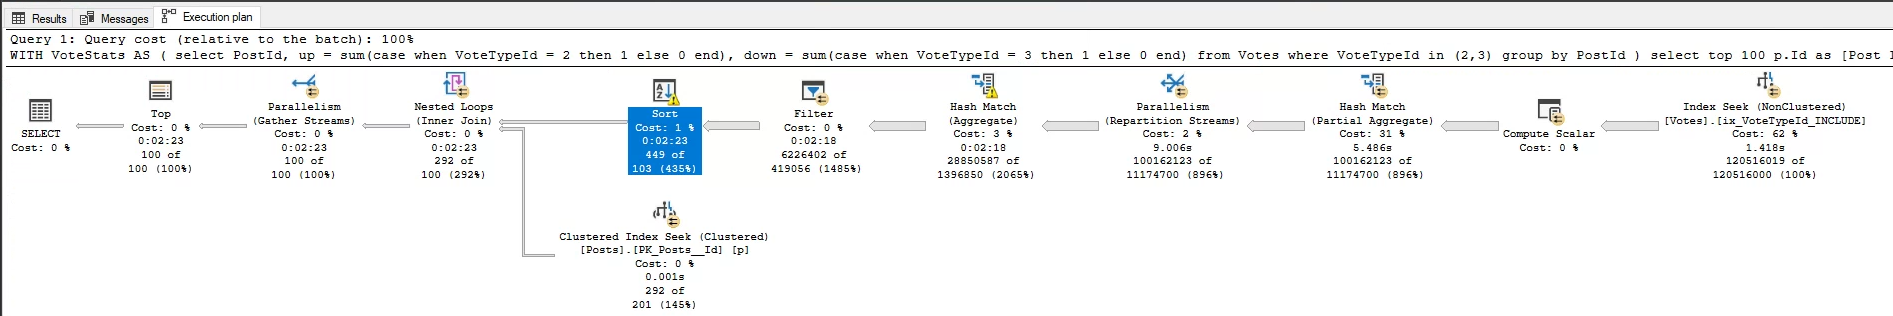 Results Messages Execution plan
Query 1: Query cost (relative to the batch): 100%
WITH VoteStats AS ( select PostId, up = sum(case when VoteTypeId = 2 then 1 else 0 end), down = sum(case when VoteTypeId = 3 then 1 else 0 end) from Votes where VoteTypeId in (2,3) group by PostId ) select top 100 p.Id as [Post
SELECT
Cost: 0 %
Top
Cost: 0 %
0:02:23
100 of
100 (100%)
Parallelism
(Gather Streams)
Cost: 0 %
0:02:23
100 of
100 (100%)
Nested Loops
(Inner Join)
Cost: 0 %
0:02:23
292 of
100 (292%)
Sort
Cost: 1 %
0:02:23
449 of
103 (435%)
Filter
Cost: 0 %
0:02:18
6226402 of
419056 (1485%)
Hash Match
(Aggregate)
Cost: 3 %
0:02:18
28850587 of
1396850 (2065%)
Parallelism
(Repartition Streams)
Cost: 2 %
9.006s
100162123 of
11174700 (896%)
Hash Match
(Partial Aggregate)
Cost: 31 %
5.486s
100162123 of
11174700 (896%)
Compute Scalar
Cost: 0 %
Index Seek (NonClustered)
[Votes].[ix_VoteTypeId_INCLUDE]
Cost: 62 %
1.418s
120516019 of
120516000 (100%)
Clustered Index Seek (Clustered)
[Posts].[PK_Posts__Id] [p]
Cost: 0 %
0.001s
292 of
201 (145%)